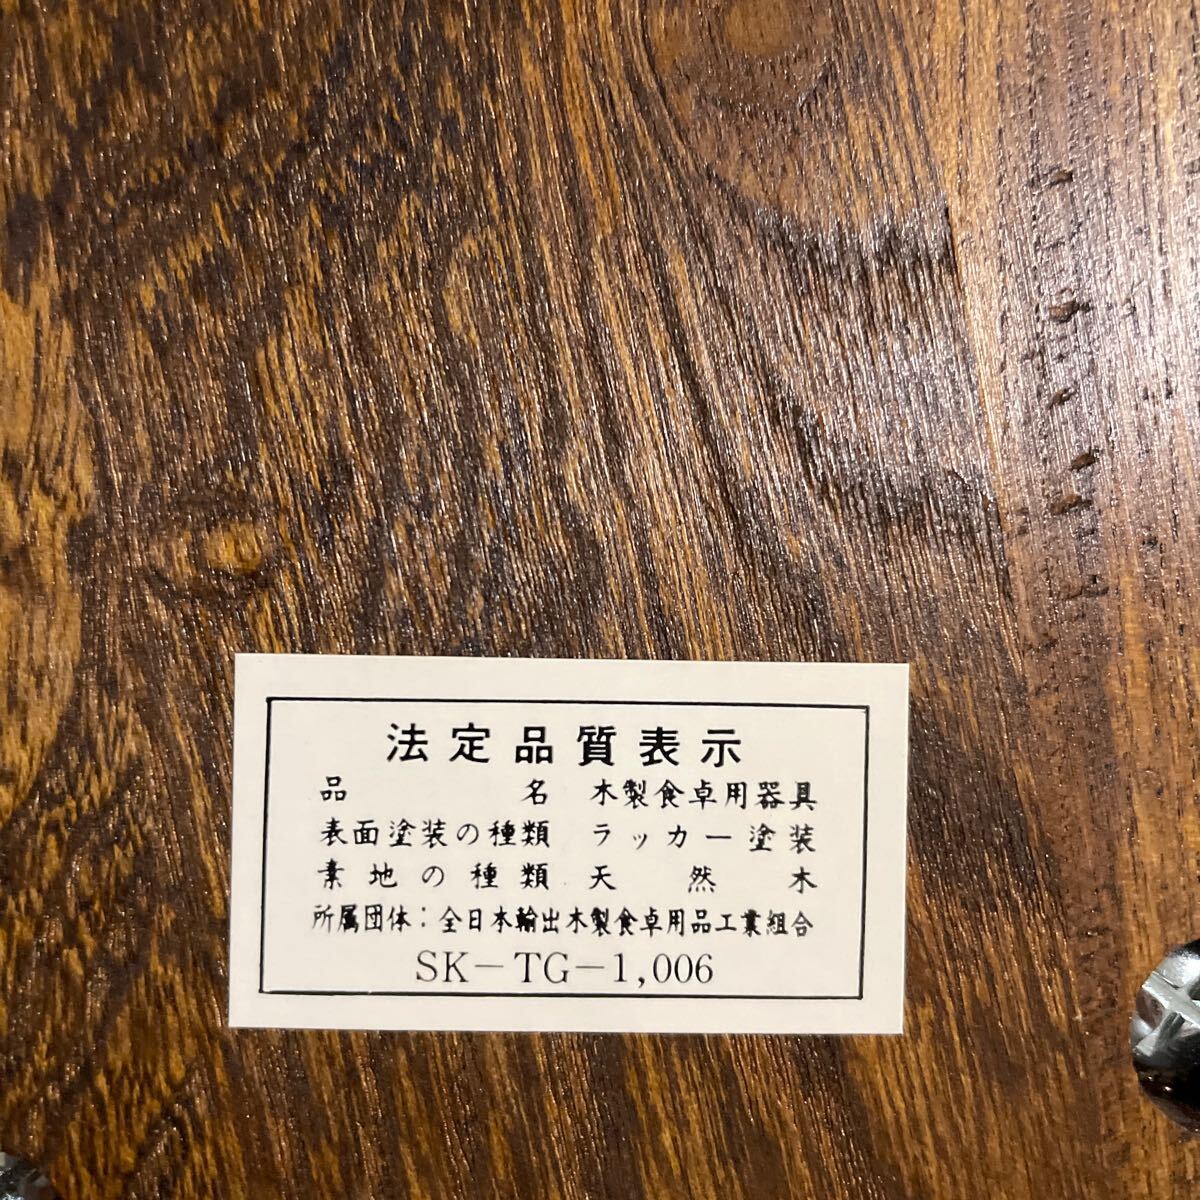 法定品質表示
品名 木製食卓用器具
表面塗装の種類 ラッカー塗装
素地の種類 天然木
所属団体:全日本輸出木製食卓用品工業組合
SK-TG-1,006